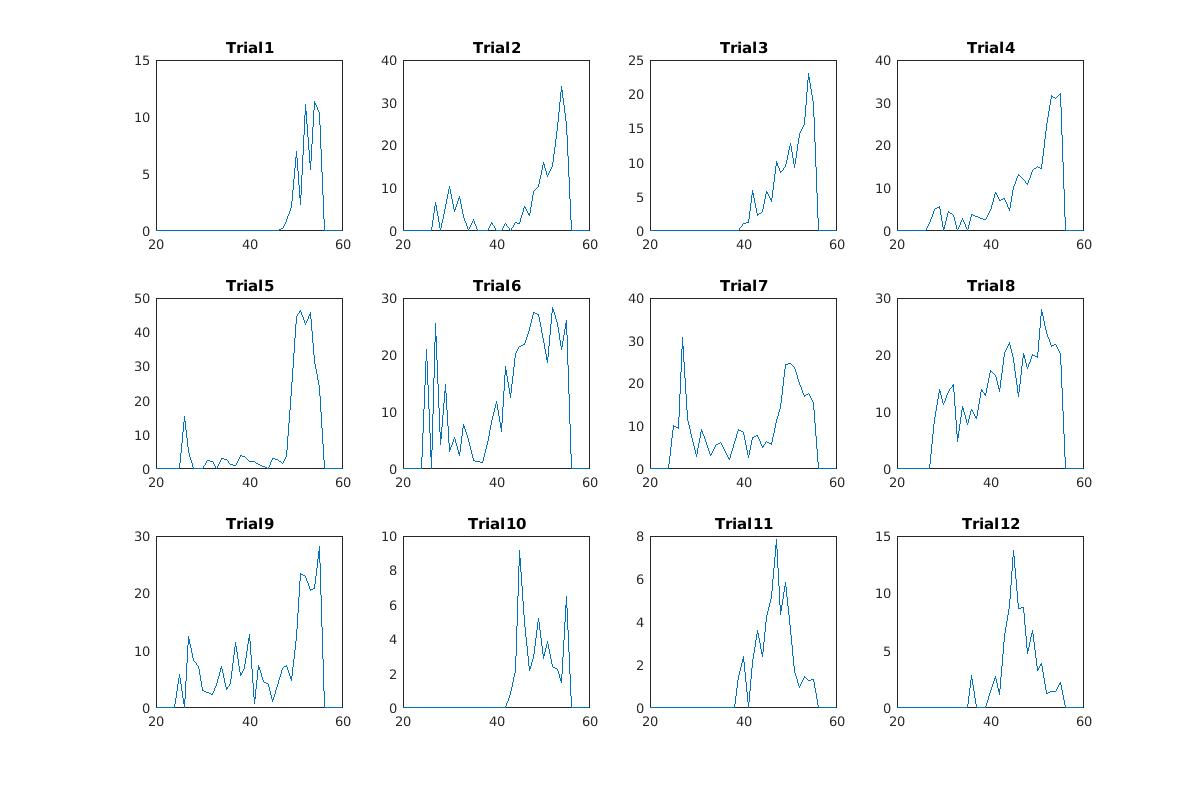 Trial1 Trial2 Trial3 Trial4
15 40 25 40
20
10 30 30
15
20 20
10
5 10 10
5
0 0 0 0
20 40 60 20 40 60 20 40 60 20 40 60
Trial5 Trial6 Trial7 Trial8
50 30 40 30
40
30 20 30 20
20
20 10 10
10 10
0 0 0 0
20 40 60 20 40 60 20 40 60 20 40 60
Trial9 Trial10 Trial11 Trial12
30 10 8 15
8
20 6 6 10
4 4
10 2 2 5
0 0 0 0
20 40 60 20 40 60 20 40 60 20 40 60